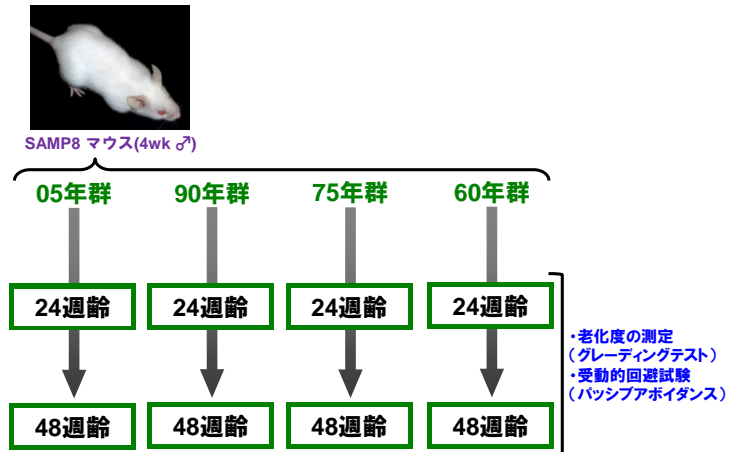 SAMP8 マウス(4wk ♂)
05年群 90年群 75年群 60年群
24週齢 24週齢 24週齢 24週齢
・老化度の測定
（グレーディングテスト）
・受動的回避試験
（パッシブアボイダンス）
48週齢 48週齢 48週齢 48週齢